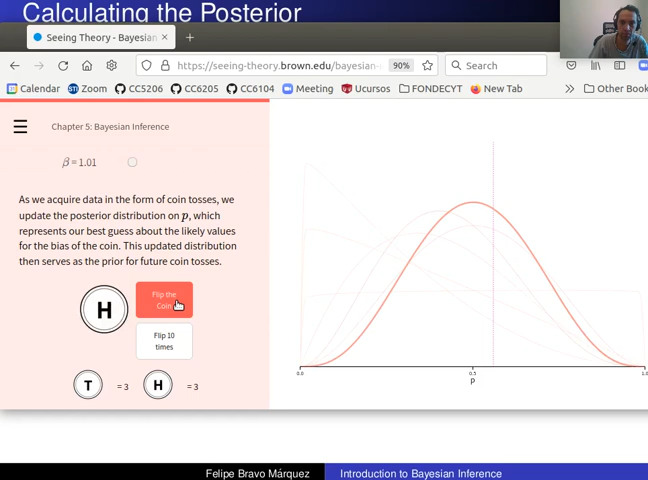 Calculating the Posterior
Seeing Theory - Bayesian
https://seeing-theory.brown.edu/bayesian-
90%
Search
Calendar
Zoom
CC5206
CC6205
CC6104
Meeting
Ucursos
FONDECYT
New Tab
Other Book
Chapter 5: Bayesian Inference
β = 1.01
As we acquire data in the form of coin tosses, we
update the posterior distribution on p, which
represents our best guess about the likely values
for the bias of the coin. This updated distribution
then serves as the prior for future coin tosses.
H
Flip the
Coin
Flip 10
times
T = 3 H = 3
0.0
0.5
1.0
p
Felipe Bravo Márquez
Introduction to Bayesian Inference